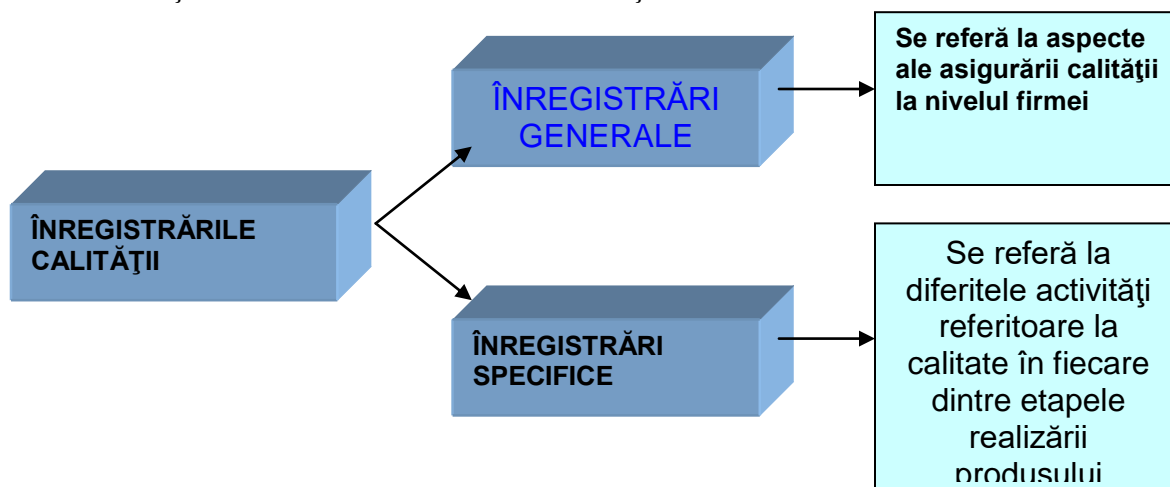 ÎNREGISTRĂRILE
CALITĂŢII
ÎNREGISTRĂRI
GENERALE
Se referă la aspecte
ale asigurării calităţii
la nivelul firmei
ÎNREGISTRĂRI
SPECIFICE
Se referă la
diferitele activităţi
referitoare la
calitate în fiecare
dintre etapele
realizării
produsului